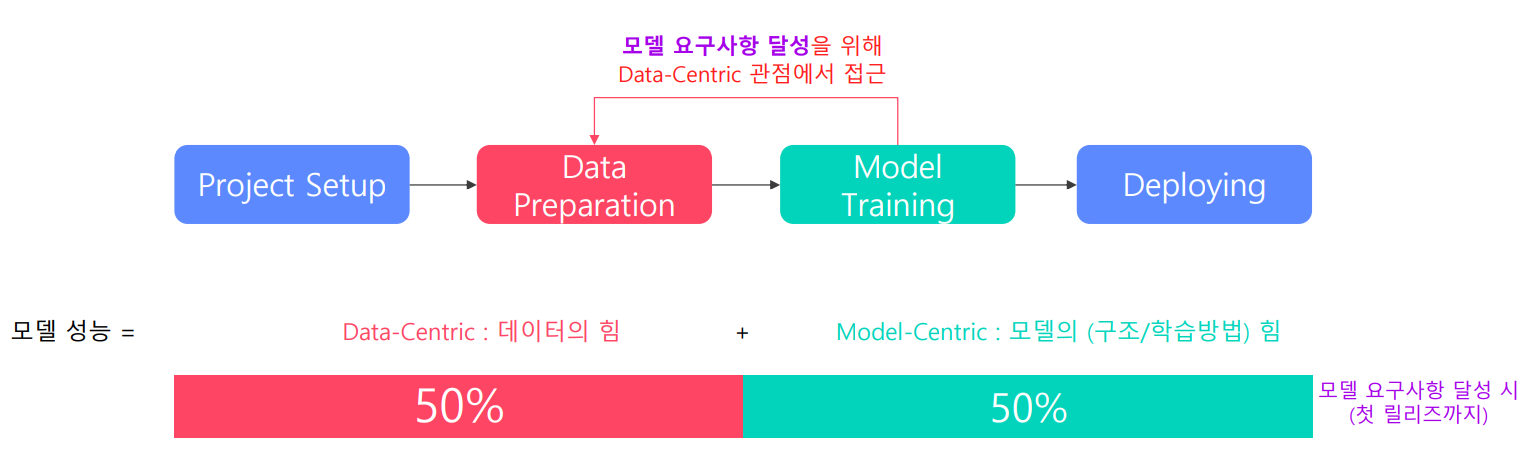 모델 요구사항 달성을 위해
Data-Centric 관점에서 접근
Project Setup
Data
Preparation
Model
Training
Deploying
모델 성능 =
Data-Centric : 데이터의 힘
+
Model-Centric : 모델의 (구조/학습방법) 힘
50%
50%
모델 요구사항 달성 시
(첫 릴리즈까지)